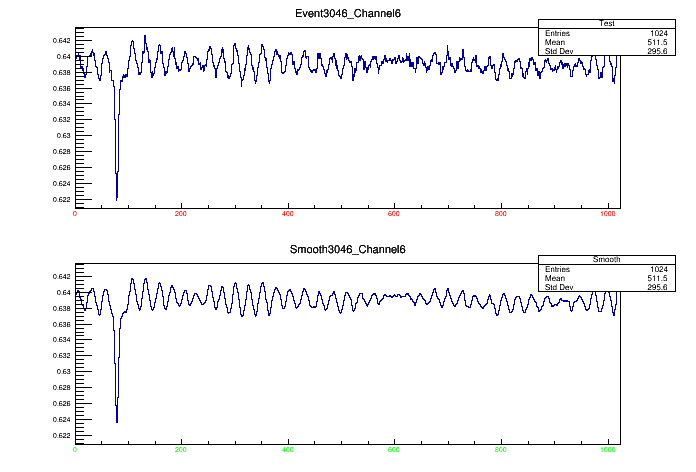 Event3046_Channel6
Test
Entries 1024
Mean 511.5
Std Dev 295.6
0.642
0.64
0.638
0.636
0.634
0.632
0.63
0.628
0.626
0.624
0.622
0 200 400 600 800 1000
Smooth3046_Channel6
Smooth
Entries 1024
Mean 511.5
Std Dev 295.6
0.642
0.64
0.638
0.636
0.634
0.632
0.63
0.628
0.626
0.624
0.622
0 200 400 600 800 1000